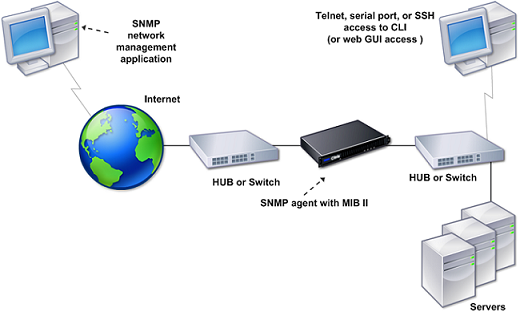 SNMP
network
management
application
Telnet, serial port, or SSH
access to CLI
(or web GUI access )
Internet
HUB or Switch
SNMP agent with MIB II
HUB or Switch
Servers